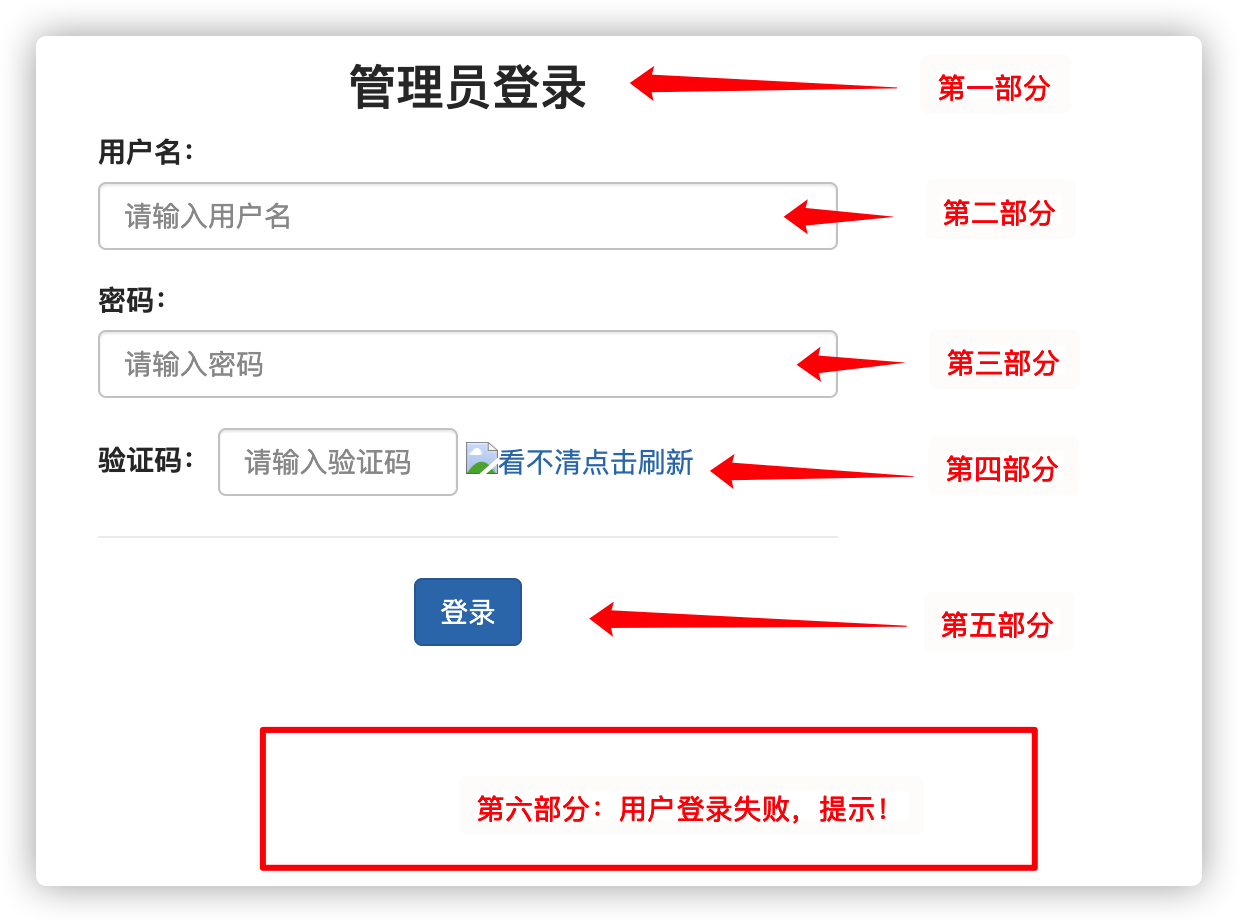 管理员登录
第一部分
用户名：
请输入用户名
第二部分
密码：
请输入密码
第三部分
验证码：
请输入验证码
看不清点击刷新
第四部分
登录
第五部分
第六部分：用户登录失败，提示！